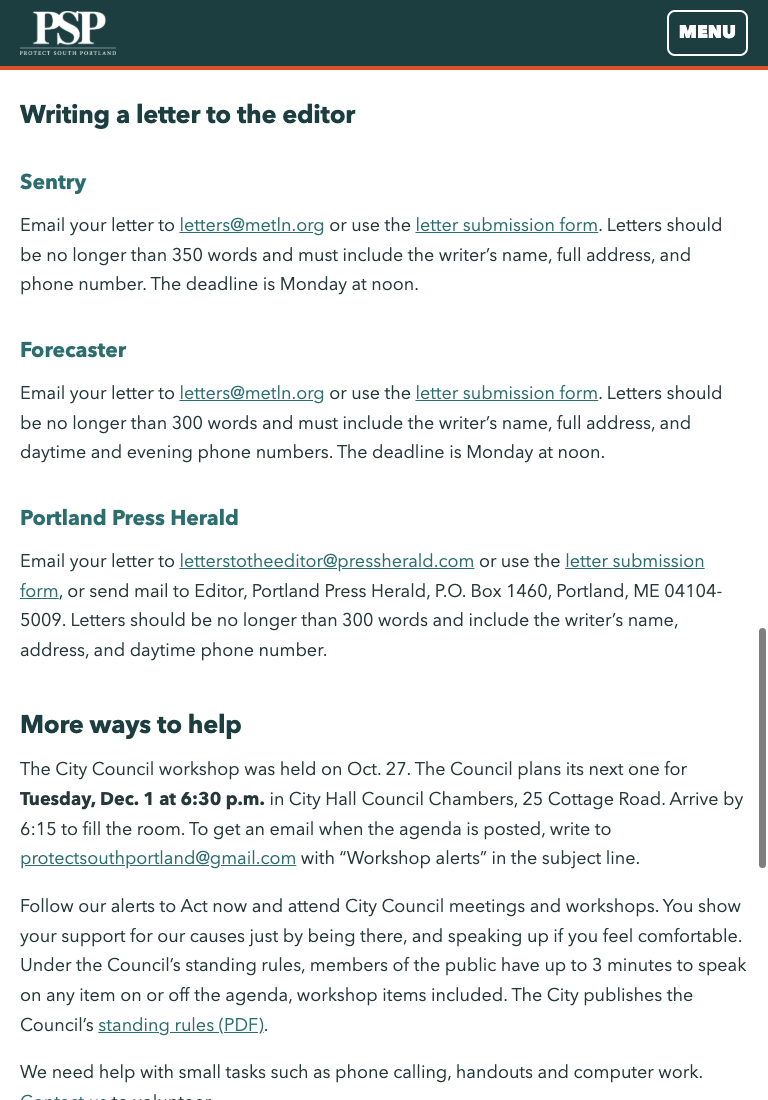 PSP
PROTECT SOUTH PORTLAND
MENU
Writing a letter to the editor
Sentry
Email your letter to letters@metln.org or use the letter submission form. Letters should
be no longer than 350 words and must include the writer’s name, full address, and
phone number. The deadline is Monday at noon.
Forecaster
Email your letter to letters@metln.org or use the letter submission form. Letters should
be no longer than 300 words and must include the writer’s name, full address, and
daytime and evening phone numbers. The deadline is Monday at noon.
Portland Press Herald
Email your letter to letterstotheeditor@pressherald.com or use the letter submission
form, or send mail to Editor, Portland Press Herald, P.O. Box 1460, Portland, ME 04104-
5009. Letters should be no longer than 300 words and include the writer’s name,
address, and daytime phone number.
More ways to help
The City Council workshop was held on Oct. 27. The Council plans its next one for
Tuesday, Dec. 1 at 6:30 p.m. in City Hall Council Chambers, 25 Cottage Road. Arrive by
6:15 to fill the room. To get an email when the agenda is posted, write to
protectsouthportland@gmail.com with “Workshop alerts” in the subject line.
Follow our alerts to Act now and attend City Council meetings and workshops. You show
your support for our causes just by being there, and speaking up if you feel comfortable.
Under the Council’s standing rules, members of the public have up to 3 minutes to speak
on any item on or off the agenda, workshop items included. The City publishes the
Council’s standing rules (PDF).
We need help with small tasks such as phone calling, handouts and computer work.
Contact us to volunteer.